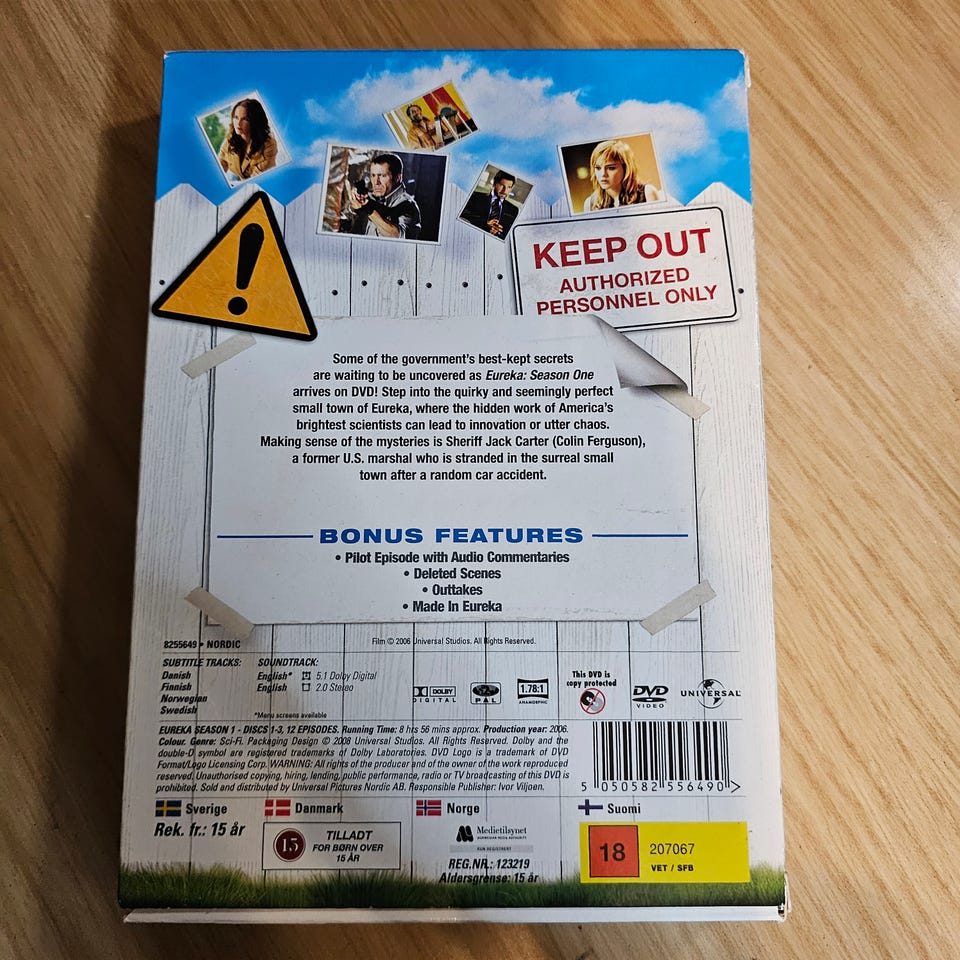 KEEP OUT
AUTHORIZED
PERSONNEL ONLY
Some of the government's best-kept secrets
are waiting to be uncovered as Eureka: Season One
arrives on DVD! Step into the quirky and seemingly perfect
small town of Eureka, where the hidden work of America's
brightest scientists can lead to innovation or utter chaos.
Making sense of the mysteries is Sheriff Jack Carter (Colin Ferguson),
a former U.S. marshal who is stranded in the surreal small
town after a random car accident.
BONUS FEATURES
• Pilot Episode with Audio Commentaries
• Deleted Scenes
• Outtakes
• Made In Eureka
8255649 • NORDIC
Film © 2006 Universal Studios. All Rights Reserved.
SUBTITLE TRACKS:
Danish
Finnish
Norwegian
Swedish
SOUNDTRACK:
English* 5.1 Dolby Digital
English 2.0 Stereo
*Menu screens available
DOLBY
DIGITAL
PAL
1.78:1
ANAMORPHIC
This DVD is
copy protected
DVD
VIDEO
UNIVERSAL
EUREKA SEASON 1 - DISCS 1-3, 12 EPISODES. Running Time: 8 hrs 56 mins approx. Production year: 2006.
Colour. Genre: Sci-Fi. Packaging Design © 2008 Universal Studios. All Rights Reserved. Dolby and the
double-D symbol are registered trademarks of Dolby Laboratories. DVD Logo is a trademark of DVD
Format/Logo Licensing Corp. WARNING: All rights of the producer and of the owner of the work reproduced
reserved. Unauthorised copying, hiring, lending, public performance, radio or TV broadcasting of this DVD is
prohibited. Sold and distributed by Universal Pictures Nordic AB. Responsible Publisher: Ivor Viljoen.
5 050582 556490 >
Sverige
Rek. fr.: 15 år
Danmark
15
TILLADT
FOR BØRN OVER
15 ÅR
Norge
Medietilsynet
NORWEGIAN MEDIA AUTHORITY
KUN REGISTRERT
REG.NR.: 123219
Aldersgrense: 15 år
Suomi
18
207067
VET / SFB